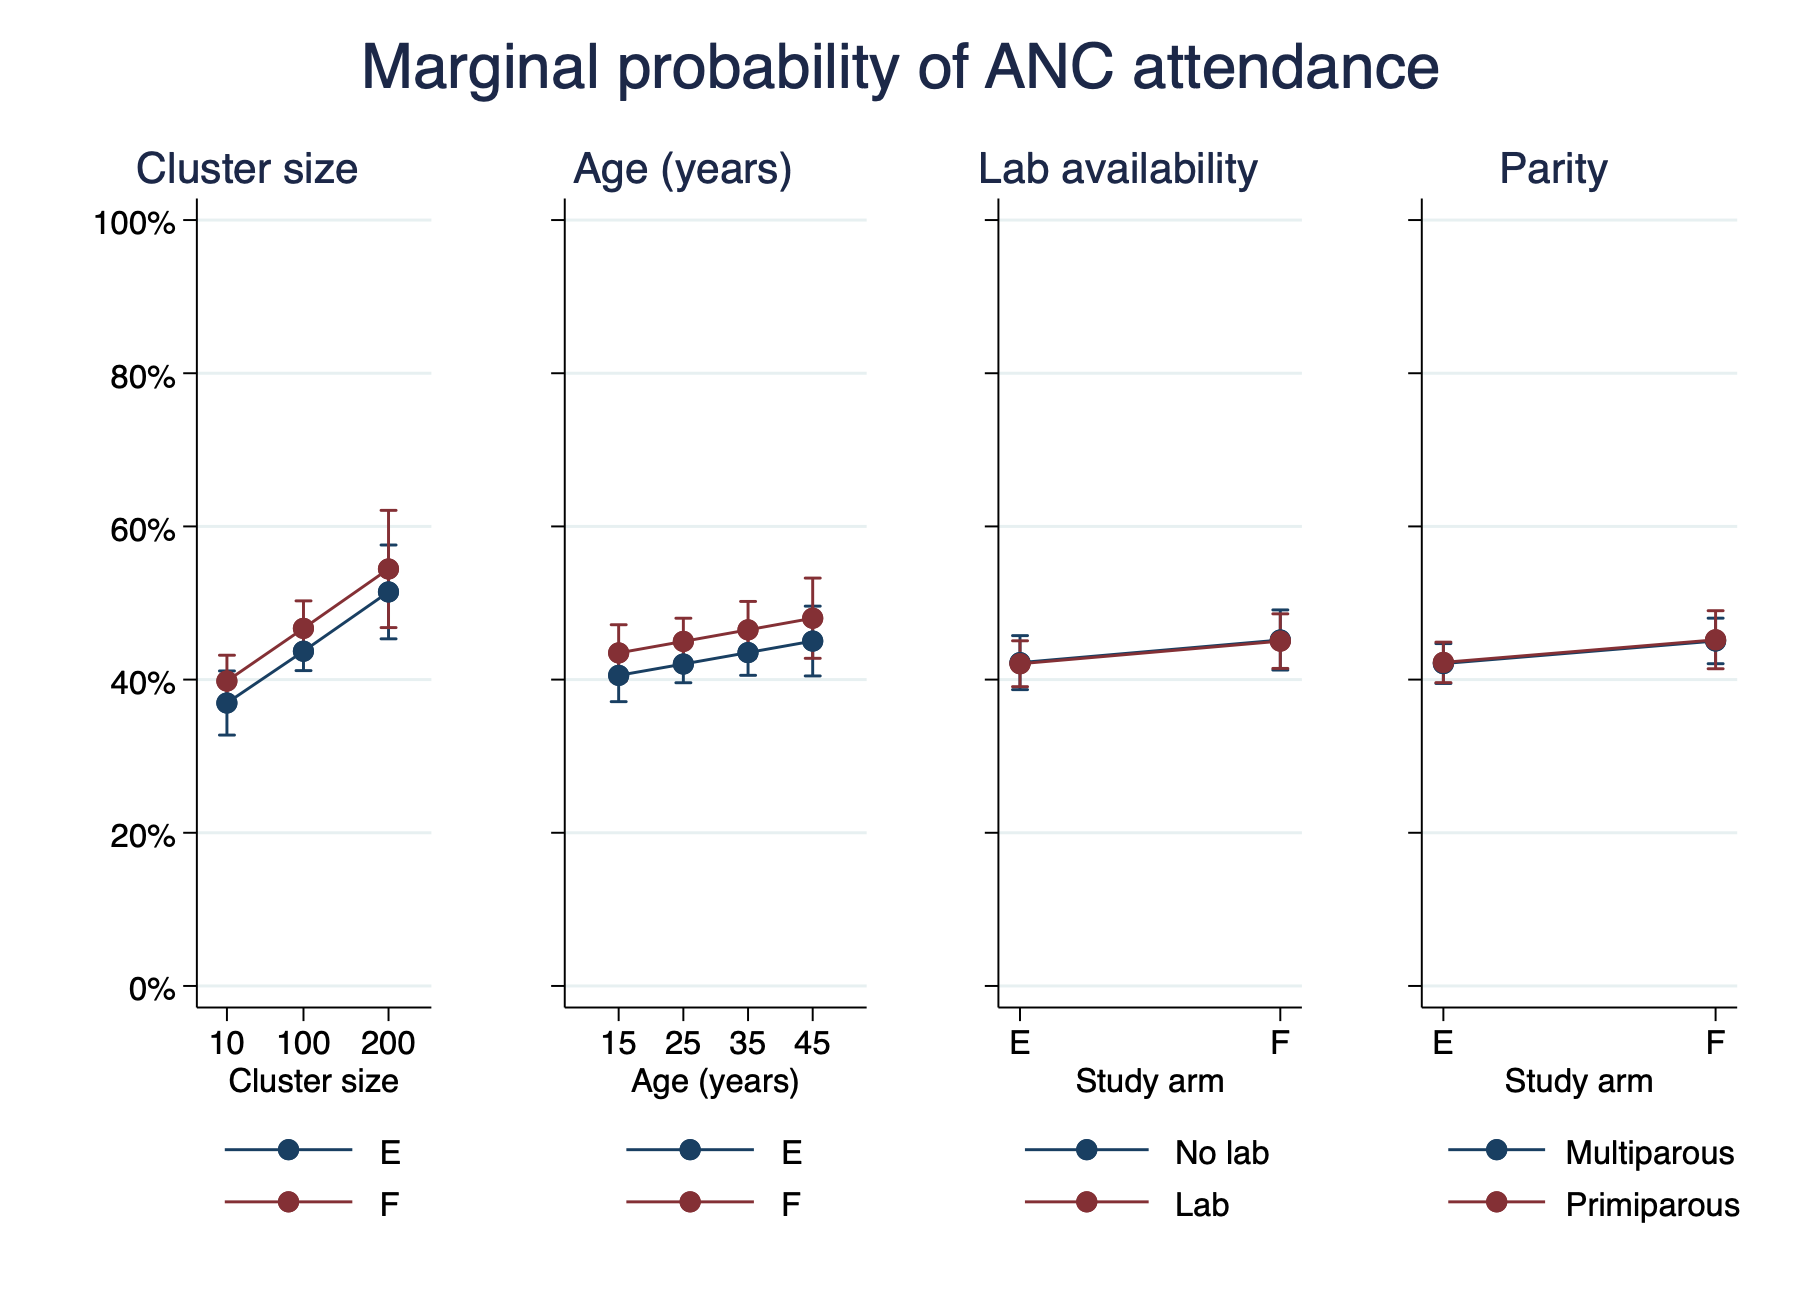 Marginal probability of ANC attendance
Cluster size
Age (years)
Lab availability
Parity
100%
80%
60%
40%
20%
0%
10 100 200
15 25 35 45
E F
E F
Cluster size
Age (years)
Study arm
Study arm
E
F
E
F
No lab
Lab
Multiparous
Primiparous